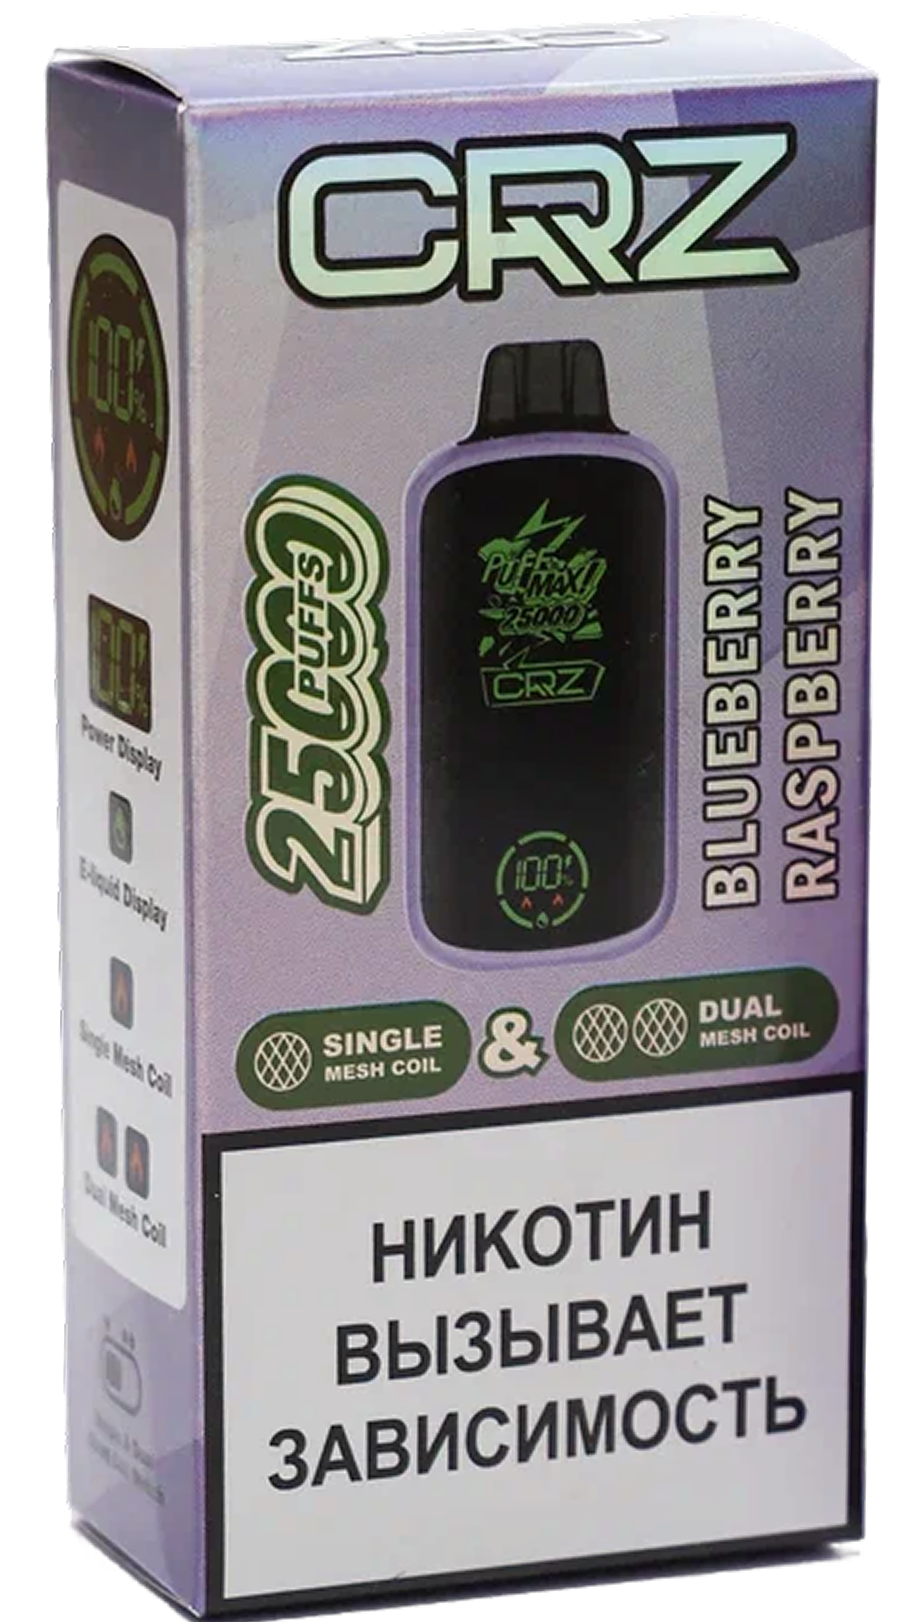 CRZ
25000
PUFFS
PUFF
MAX!
25000
CRZ
100%
BLUEBERRY
RASPBERRY
SINGLE
MESH COIL
&
DUAL
MESH COIL
НИКОТИН
ВЫЗЫВАЕТ
ЗАВИСИМОСТЬ
100%
100%
Power Display
E-liquid Display
Single Mesh Coil
Dual Mesh Coil